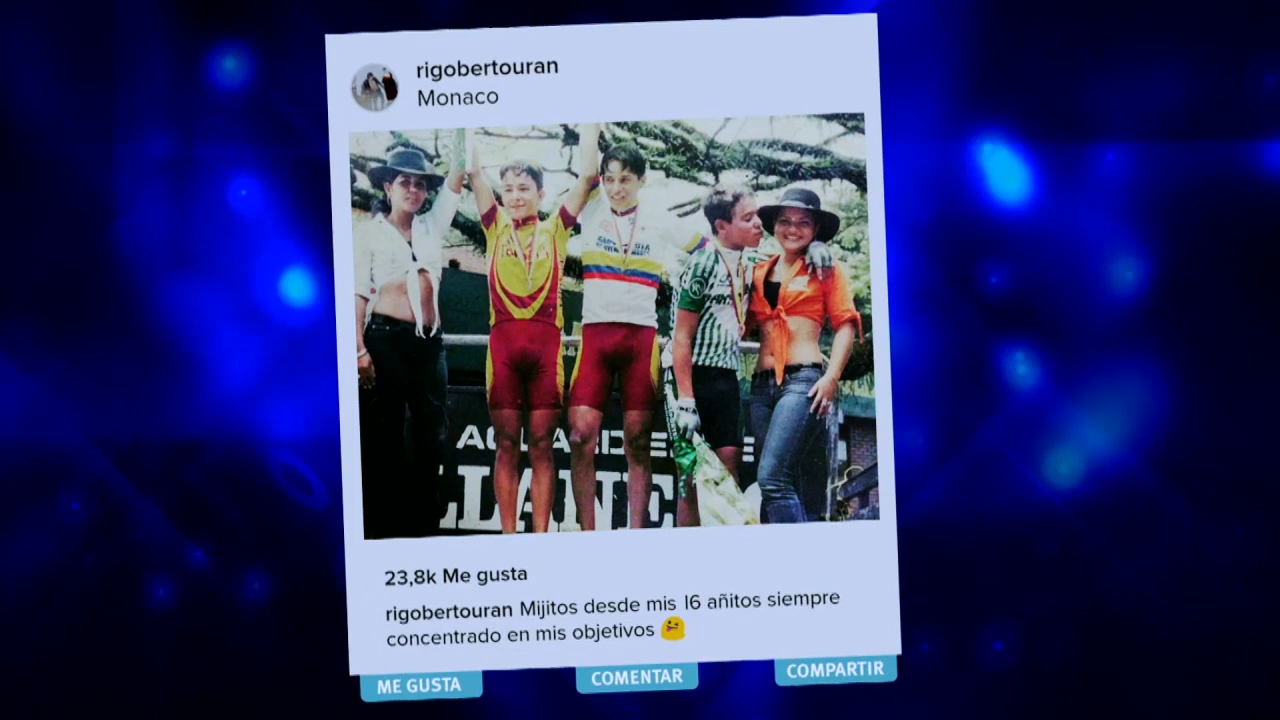 rigobertouran
Monaco
LLANE
23,8k Me gusta
rigobertouran Mijitos desde mis 16 añitos siempre
concentrado en mis objetivos
ME GUSTA
COMENTAR
COMPARTIR